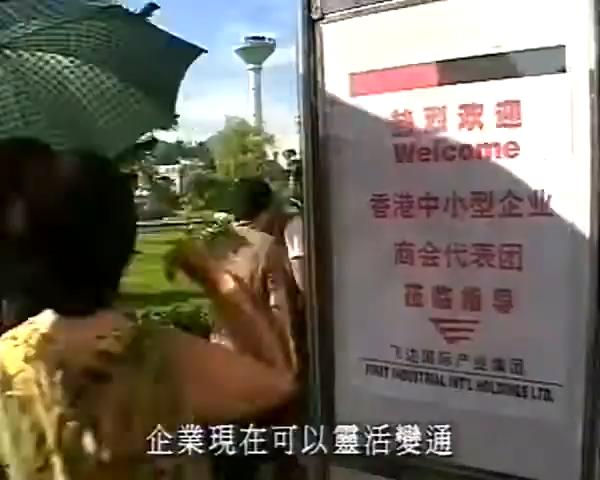 热烈欢迎
Welcome
香港中小型企业
商会代表团
莅临指导
飞达国际产业集团
FIRST INDUSTRIAL INT'L HOLDINGS LTD.
企業現在可以靈活變通